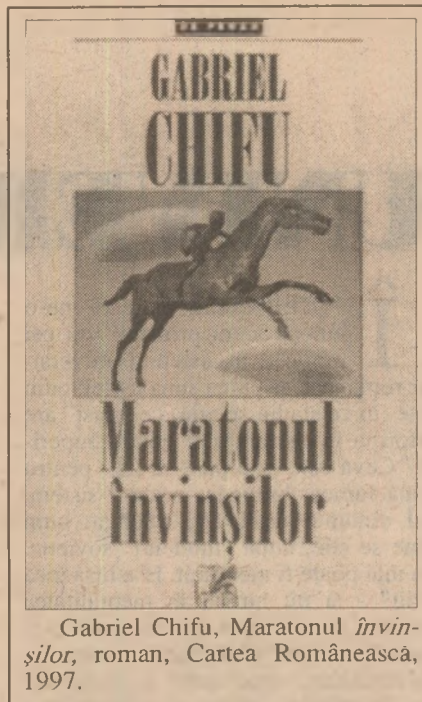 GABRIEL
CHIFU
Maratonul
învinșilor
Gabriel Chifu, Maratonul învin-
șilor, roman, Cartea Românească,
1997.